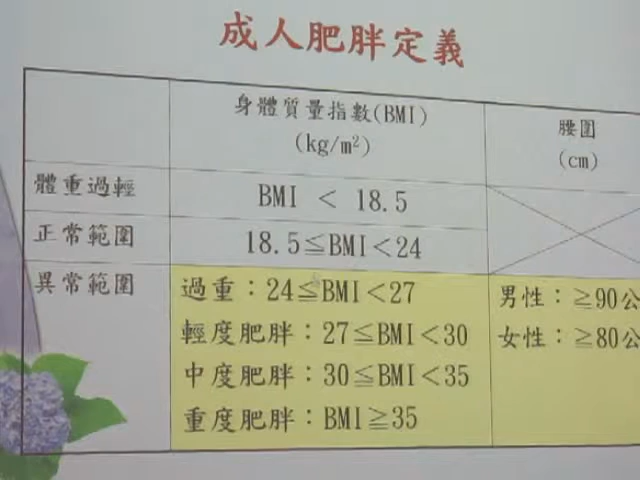 成人肥胖定義
身體質量指數(BMI)
(kg/m²)
腰圍
(cm)
體重過輕
BMI < 18.5
正常範圍
18.5≦BMI<24
異常範圍
過重：24≦BMI<27
男性：≧90公
輕度肥胖：27≦BMI<30
女性：≧80公
中度肥胖：30≦BMI<35
重度肥胖：BMI≧35